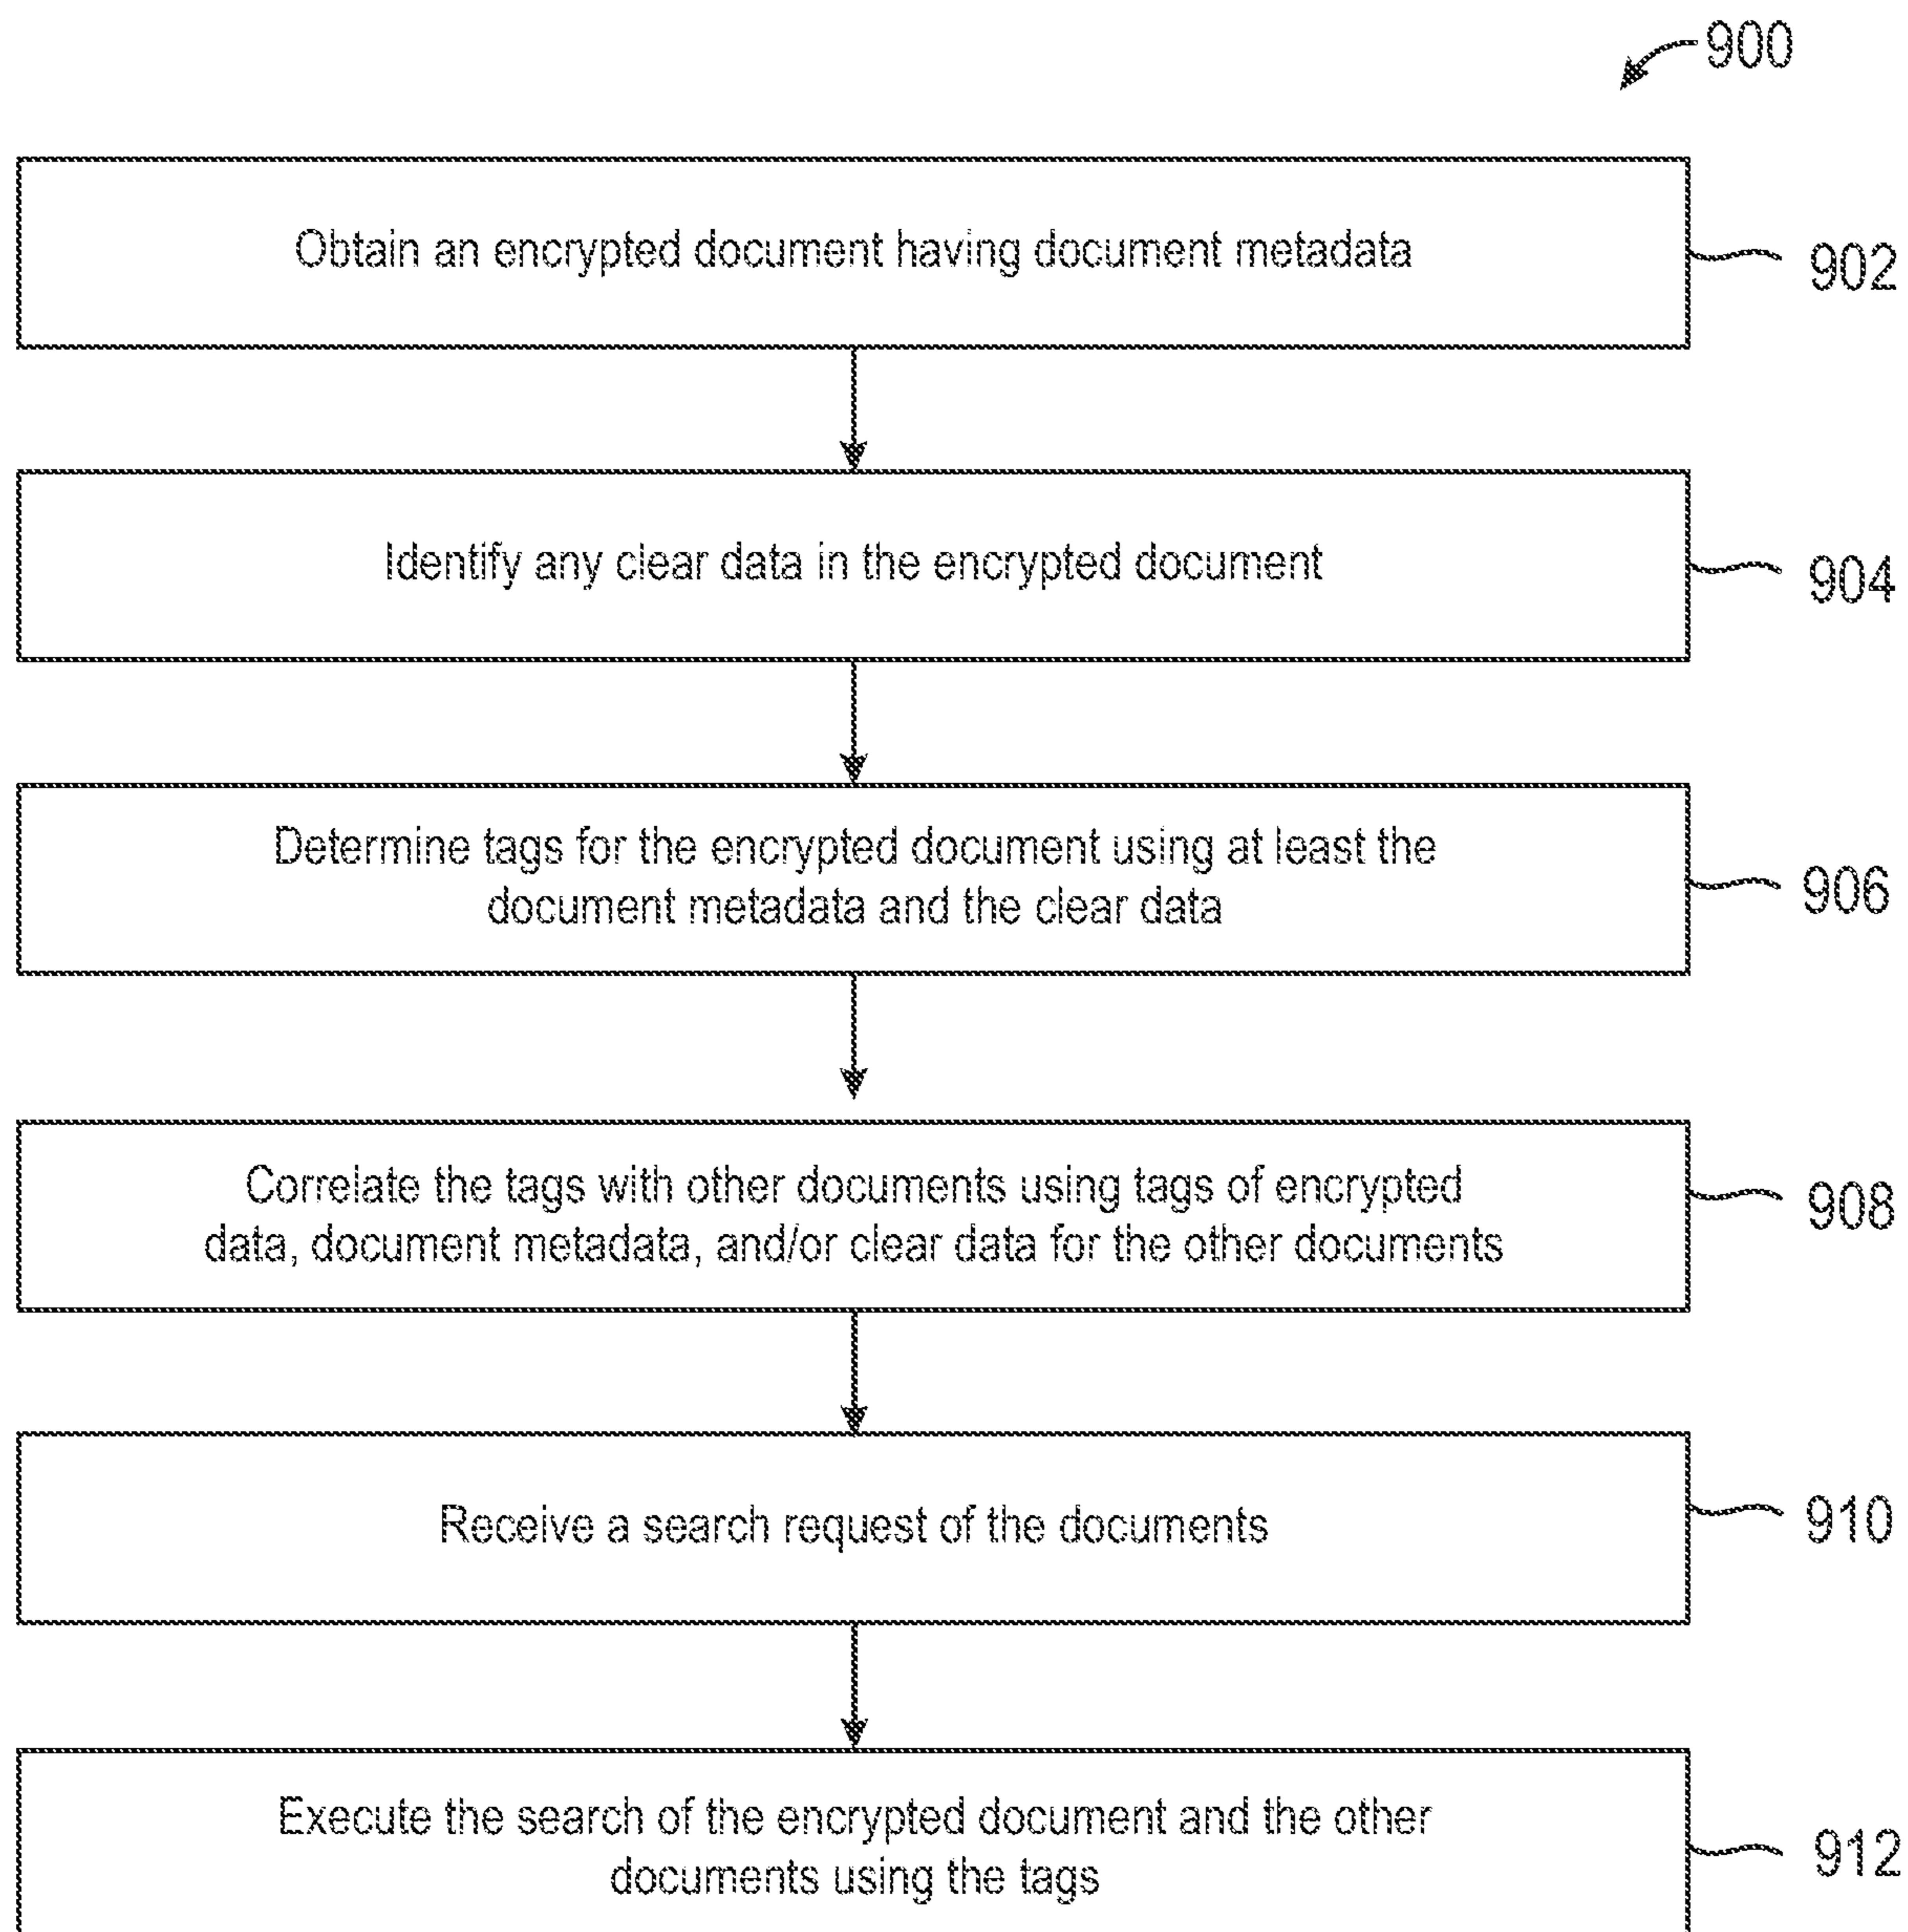 900
Obtain an encrypted document having document metadata
902
Identify any clear data in the encrypted document
904
Determine tags for the encrypted document using at least the
document metadata and the clear data
906
Correlate the tags with other documents using tags of encrypted
data, document metadata, and/or clear data for the other documents
908
Receive a search request of the documents
910
Execute the search of the encrypted document and the other
documents using the tags
912